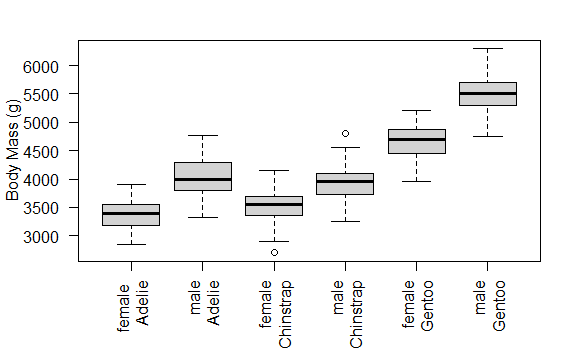 Body Mass (g)
6000
5500
5000
4500
4000
3500
3000
female
Adelie
male
Adelie
female
Chinstrap
male
Chinstrap
female
Gentoo
male
Gentoo